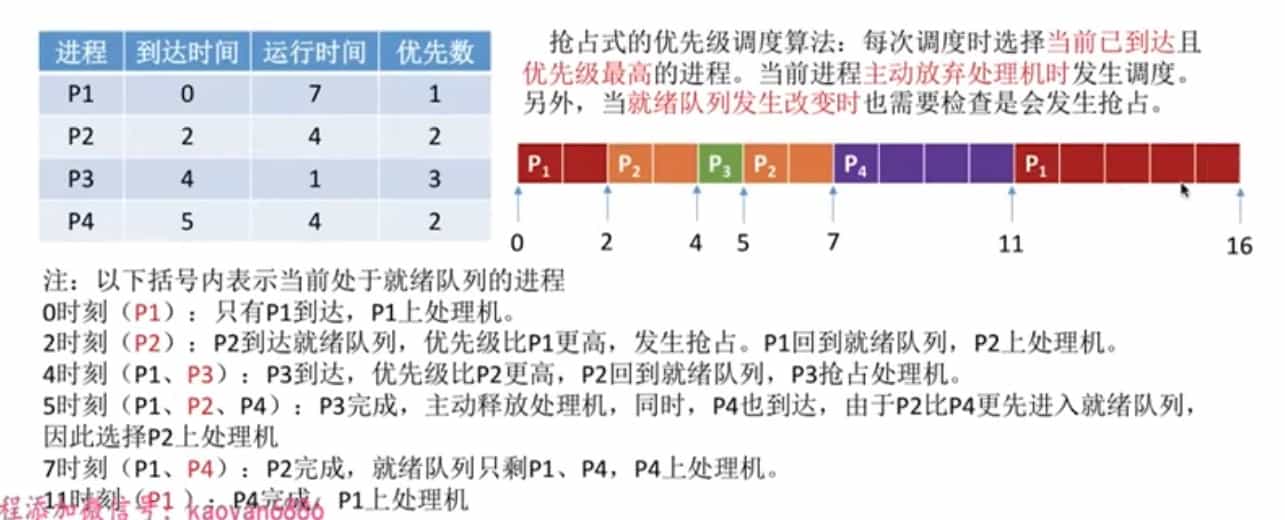 进程 到达时间 运行时间 优先数
P1 0 7 1
P2 2 4 2
P3 4 1 3
P4 5 4 2
抢占式的优先级调度算法：每次调度时选择当前已到达且
优先级最高的进程。当前进程主动放弃处理机时发生调度。
另外，当就绪队列发生改变时也需要检查是会发生抢占。
P1 P2 P3 P2 P4 P1
0 2 4 5 7 11 16
注：以下括号内表示当前处于就绪队列的进程
0时刻（P1）：只有P1到达，P1上处理机。
2时刻（P2）：P2到达就绪队列，优先级比P1更高，发生抢占。P1回到就绪队列，P2上处理机。
4时刻（P1、P3）：P3到达，优先级比P2更高，P2回到就绪队列，P3抢占处理机。
5时刻（P1、P2、P4）：P3完成，主动释放处理机，同时，P4也到达，由于P2比P4更先进入就绪队列，
因此选择P2上处理机
7时刻（P1、P4）：P2完成，就绪队列只剩P1、P4，P4上处理机。
11时刻（P1）：P4完成，P1上处理机
程添加微信号：